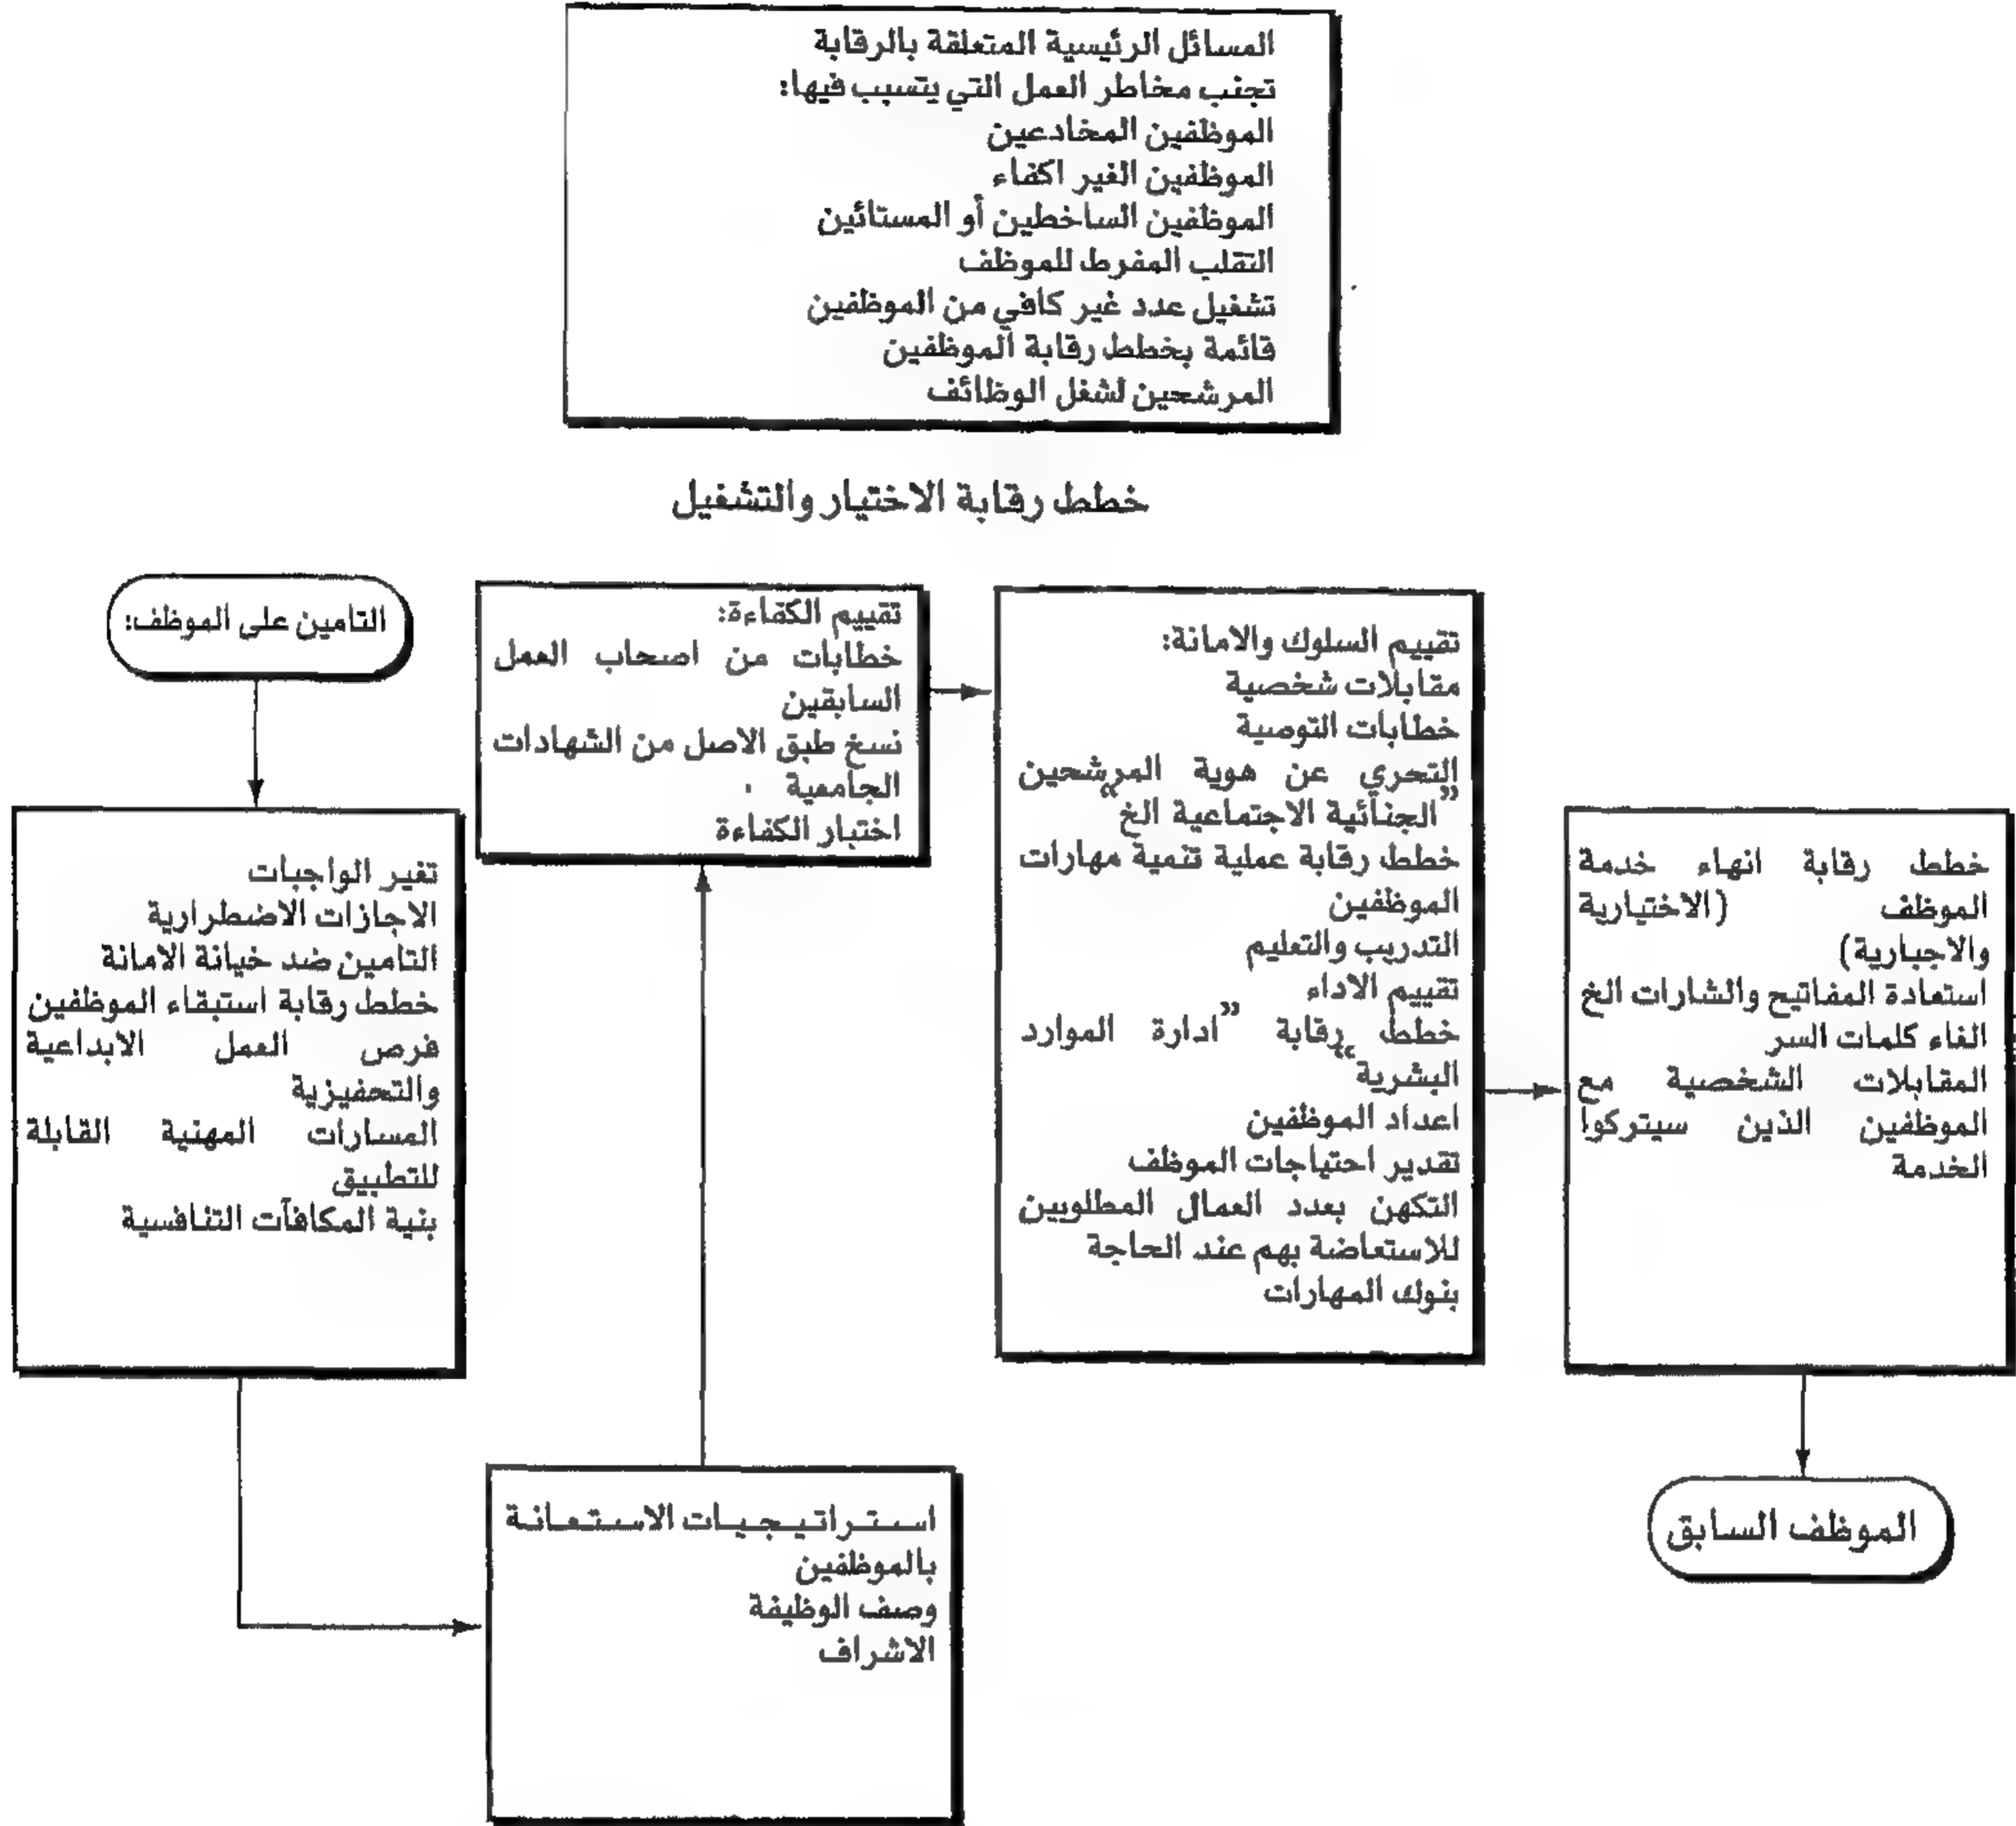 المسائل الرئيسية المتعلقة بالرقابة
تجنب مخاطر العمل التي يتسبب فيها:
الموظفين المخادعين
الموظفين الغير اكفاء
الموظفين الساخطين أو المستائين
التقلب المفرط للموظف
تشغيل عدد غير كافي من الموظفين
قائمة بخطط رقابة الموظفين
المرشحين لشغل الوظائف
خطط رقابة الاختيار والتشغيل
التامين على الموظف:
تغير الواجبات
الاجازات الاضطرارية
التامين ضد خيانة الامانة
خطط رقابة استبقاء الموظفين
فرص العمل الابداعية
والتحفيزية
المسارات المهنية القابلة
للتطبيق
بنية المكافآت التنافسية
استراتيجيات الاستعانة
بالموظفين
وصف الوظيفة
الاشراف
تقييم الكفاءة:
خطابات من اصحاب العمل
السابقين
نسخ طبق الاصل من الشهادات
الجامعية .
اختبار الكفاءة
تقييم السلوك والامانة:
مقابلات شخصية
خطابات التوصية
التحري عن هوية المرشحين
”الجنائية الاجتماعية الخ“
خطط رقابة عملية تنمية مهارات
الموظفين
التدريب والتعليم
تقييم الاداء
خطط رقابة ”ادارة الموارد
البشرية“
اعداد الموظفين
تقدير احتياجات الموظف
التكهن بعدد العمال المطلوبين
للاستعاضة بهم عند الحاجة
بنوك المهارات
خطط رقابة انهاء خدمة
الموظف (الاختيارية
والاجبارية)
استعادة المفاتيح والشارات الخ
الغاء كلمات السر
المقابلات الشخصية مع
الموظفين الذين سيتركوا
الخدمة
الموظف السابق